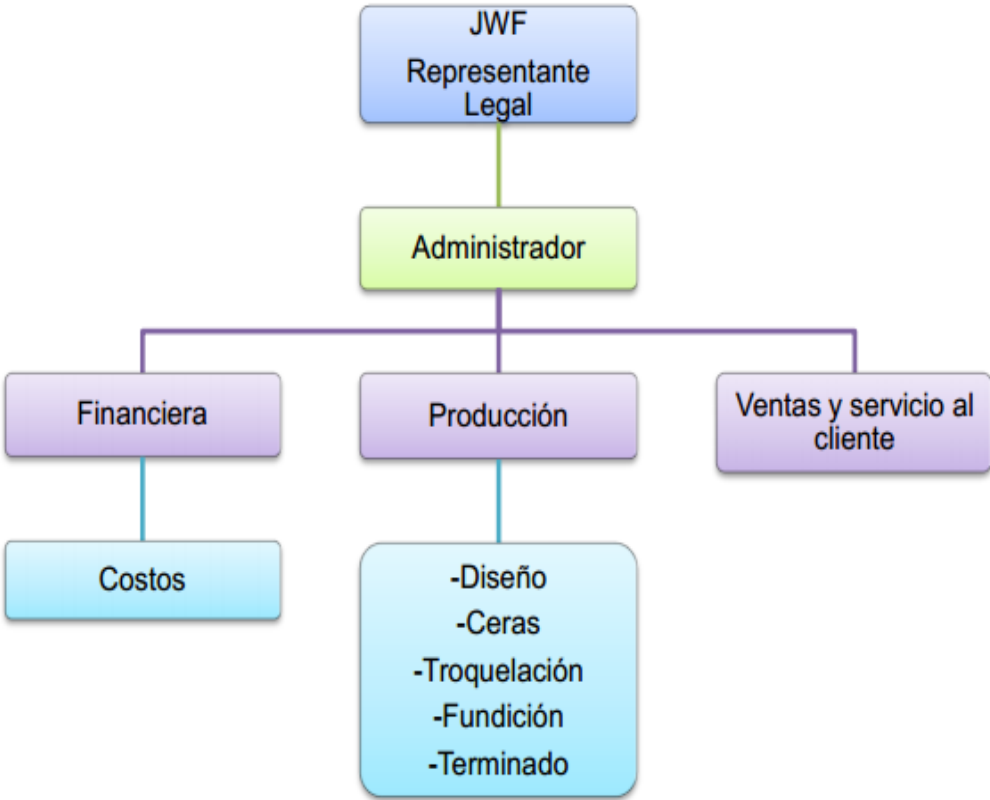 JWF
Representante
Legal
Administrador
Financiera
Producción
Ventas y servicio al
cliente
Costos
-Diseño
-Ceras
-Troquelación
-Fundición
-Terminado